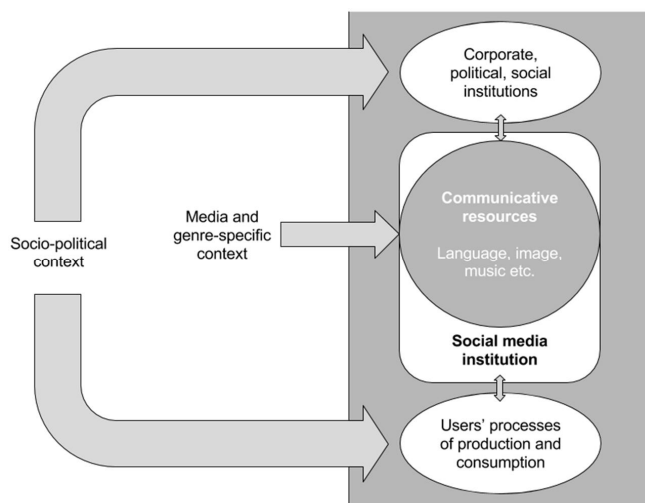 Corporate,
political, social
institutions
Communicative
resources
Language, image,
music etc.
Social media
institution
Users' processes
of production and
consumption
Media and
genre-specific
context
Socio-political
context